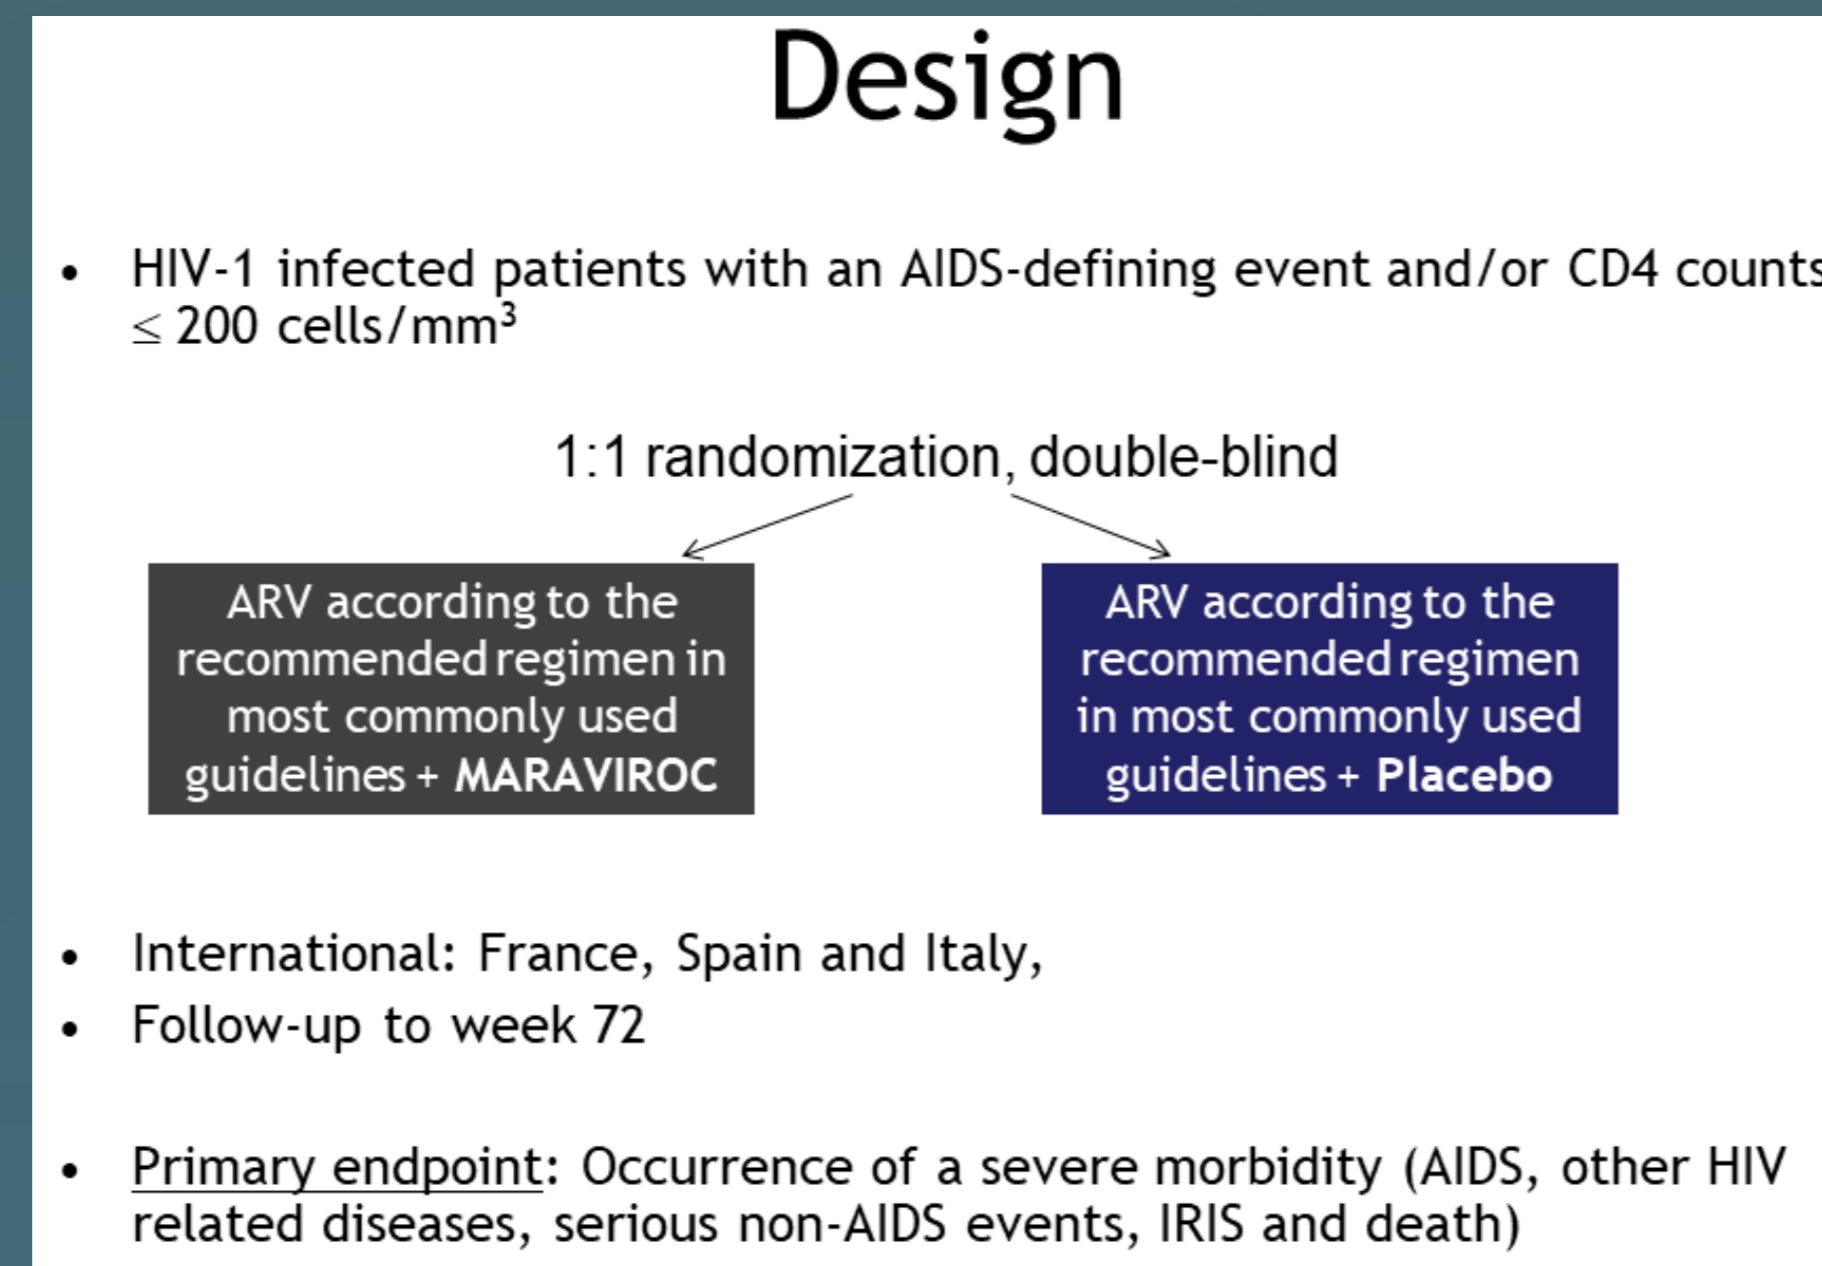 Design
• HIV-1 infected patients with an AIDS-defining event and/or CD4 counts
≤ 200 cells/mm³
1:1 randomization, double-blind
ARV according to the
recommended regimen in
most commonly used
guidelines + MARAVIROC
ARV according to the
recommended regimen
in most commonly used
guidelines + Placebo
• International: France, Spain and Italy,
• Follow-up to week 72
• Primary endpoint: Occurrence of a severe morbidity (AIDS, other HIV
related diseases, serious non-AIDS events, IRIS and death)